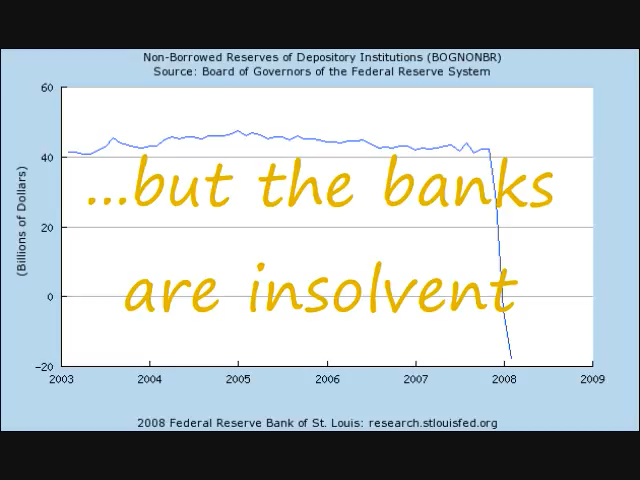 Non-Borrowed Reserves of Depository Institutions (BOGNONBR)
Source: Board of Governors of the Federal Reserve System
60
40
20
0
-20
(Billions of Dollars)
...but the banks
are insolvent
2003 2004 2005 2006 2007 2008 2009
2008 Federal Reserve Bank of St. Louis: research.stlouisfed.org